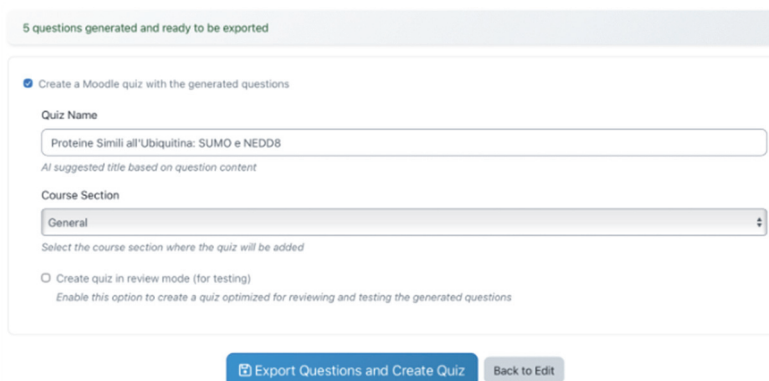 5 questions generated and ready to be exported
Create a Moodle quiz with the generated questions
Quiz Name
Proteine Simili all'Ubiquitina: SUMO e NEDD8
AI suggested title based on question content
Course Section
General
Select the course section where the quiz will be added
Create quiz in review mode (for testing)
Enable this option to create a quiz optimized for reviewing and testing the generated questions
Export Questions and Create Quiz Back to Edit